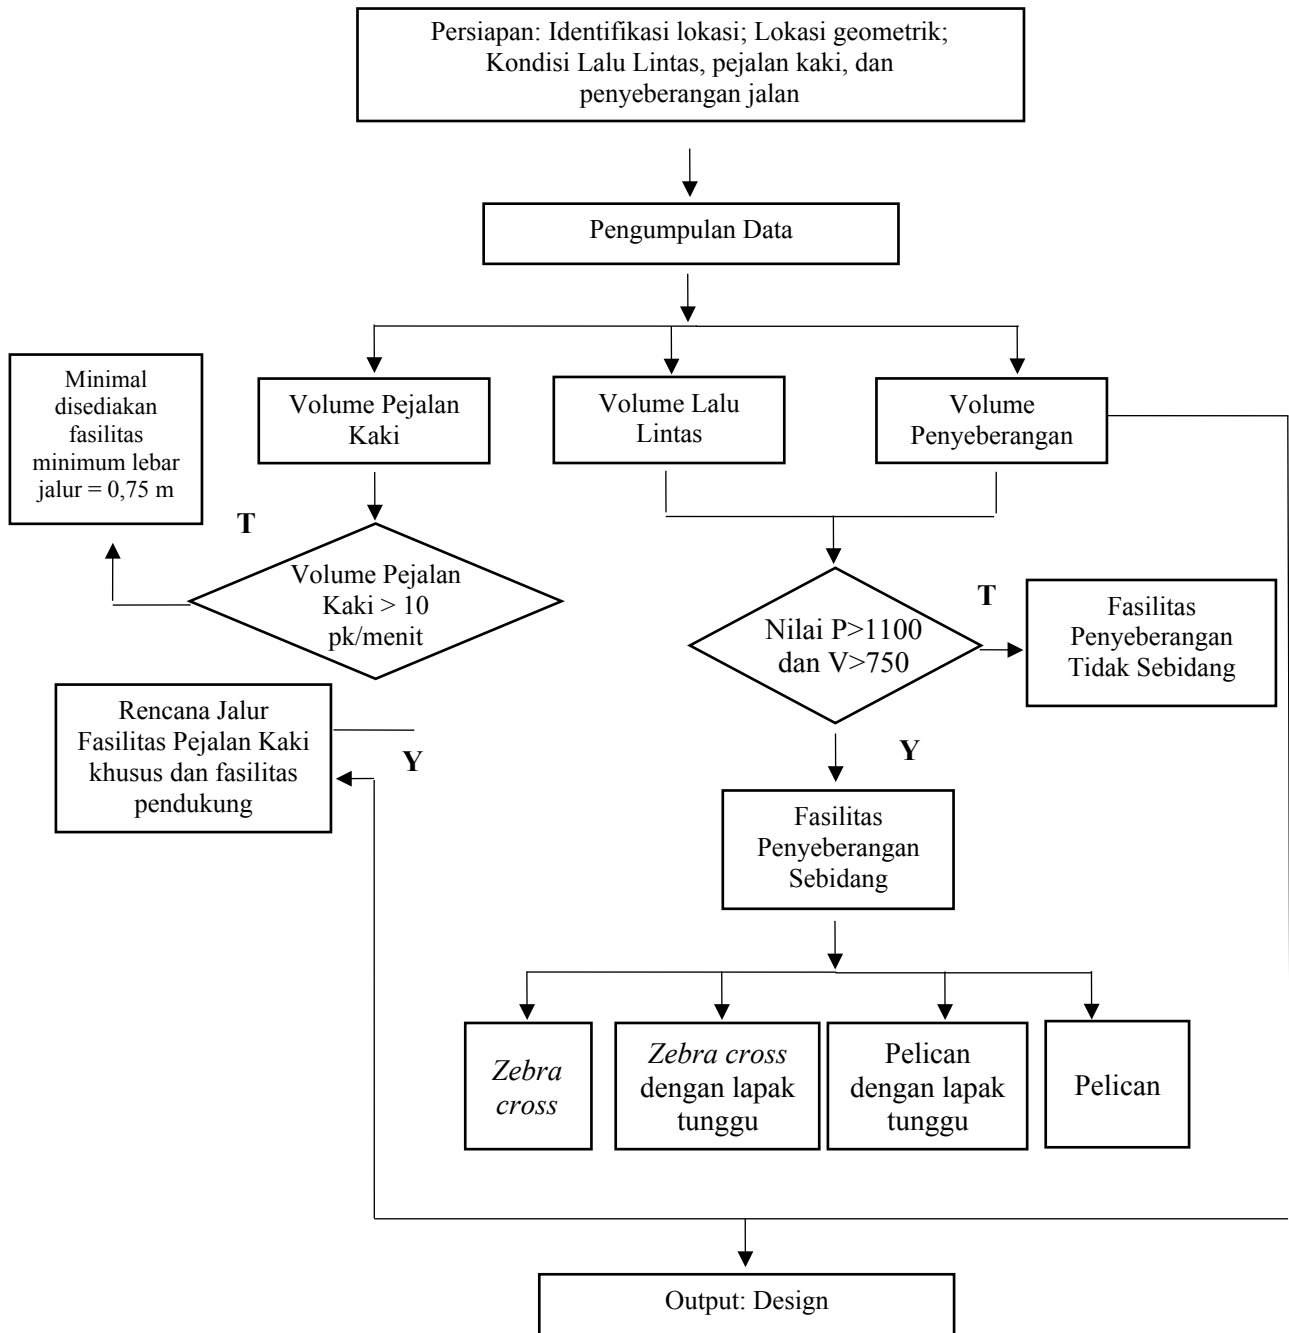 Persiapan: Identifikasi lokasi; Lokasi geometrik;
Kondisi Lalu Lintas, pejalan kaki, dan
penyeberangan jalan
Pengumpulan Data
Minimal
disediakan
fasilitas
minimum lebar
jalur = 0,75 m
Volume Pejalan
Kaki
Volume Lalu
Lintas
Volume
Penyeberangan
T
Volume Pejalan
Kaki > 10
pk/menit
Nilai P>1100
dan V>750
T
Fasilitas
Penyeberangan
Tidak Sebidang
Rencana Jalur
Fasilitas Pejalan Kaki
khusus dan fasilitas
pendukung
Y
Y
Fasilitas
Penyeberangan
Sebidang
Zebra
cross
Zebra cross
dengan lapak
tunggu
Pelican
dengan lapak
tunggu
Pelican
Output: Design